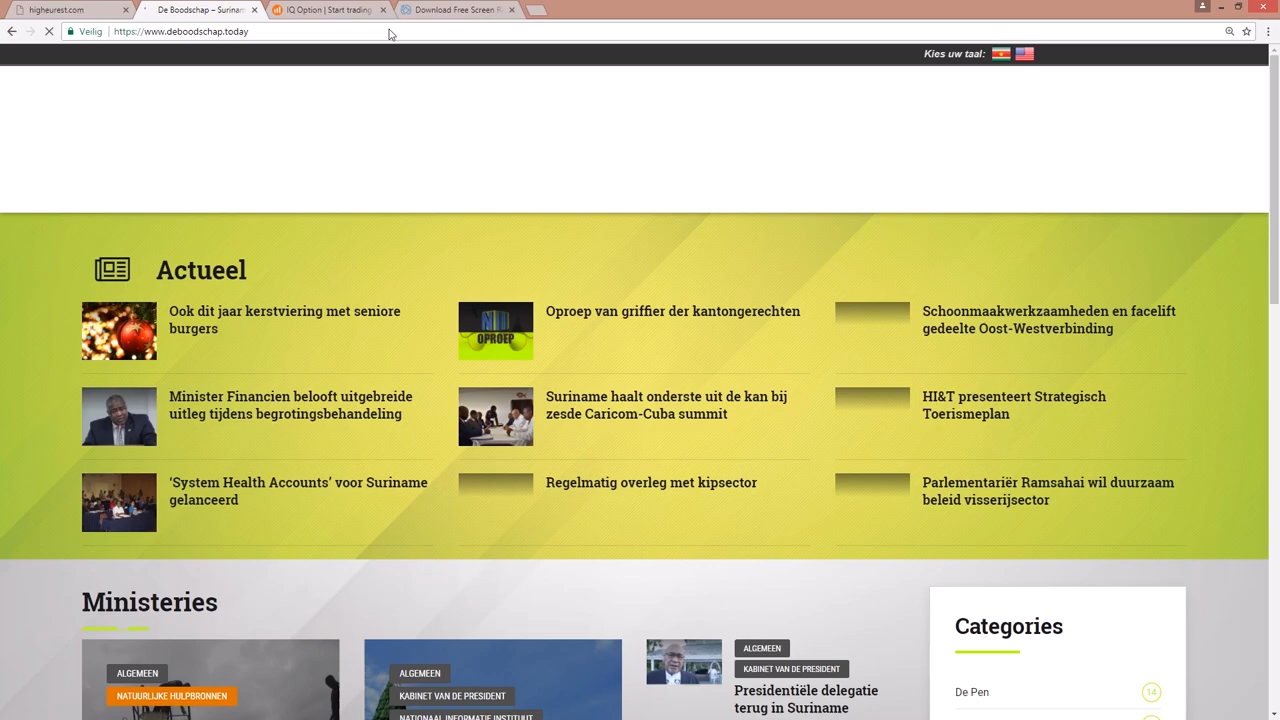 higheurest.com
De Boodschap – Surinam
IQ Option | Start trading
Download Free Screen R
Veilig
https://www.deboodschap.today
Kies uw taal:
Actueel
Ook dit jaar kerstviering met seniore
burgers
Oproep van griffier der kantongerechten
OPROEP
Schoonmaakwerkzaamheden en facelift
gedeelte Oost-Westverbinding
Minister Financien belooft uitgebreide
uitleg tijdens begrotingsbehandeling
Suriname haalt onderste uit de kan bij
zesde Caricom-Cuba summit
HI&T presenteert Strategisch
Toerismeplan
‘System Health Accounts’ voor Suriname
gelanceerd
Regelmatig overleg met kipsector
Parlementariër Ramsahai wil duurzaam
beleid visserijsector
Ministeries
ALGEMEEN
NATUURLIJKE HULPBRONNEN
ALGEMEEN
KABINET VAN DE PRESIDENT
NATIONAAL INFORMATIE INSTITUUT
ALGEMEEN
KABINET VAN DE PRESIDENT
Presidentiële delegatie
terug in Suriname
Categories
De Pen
14